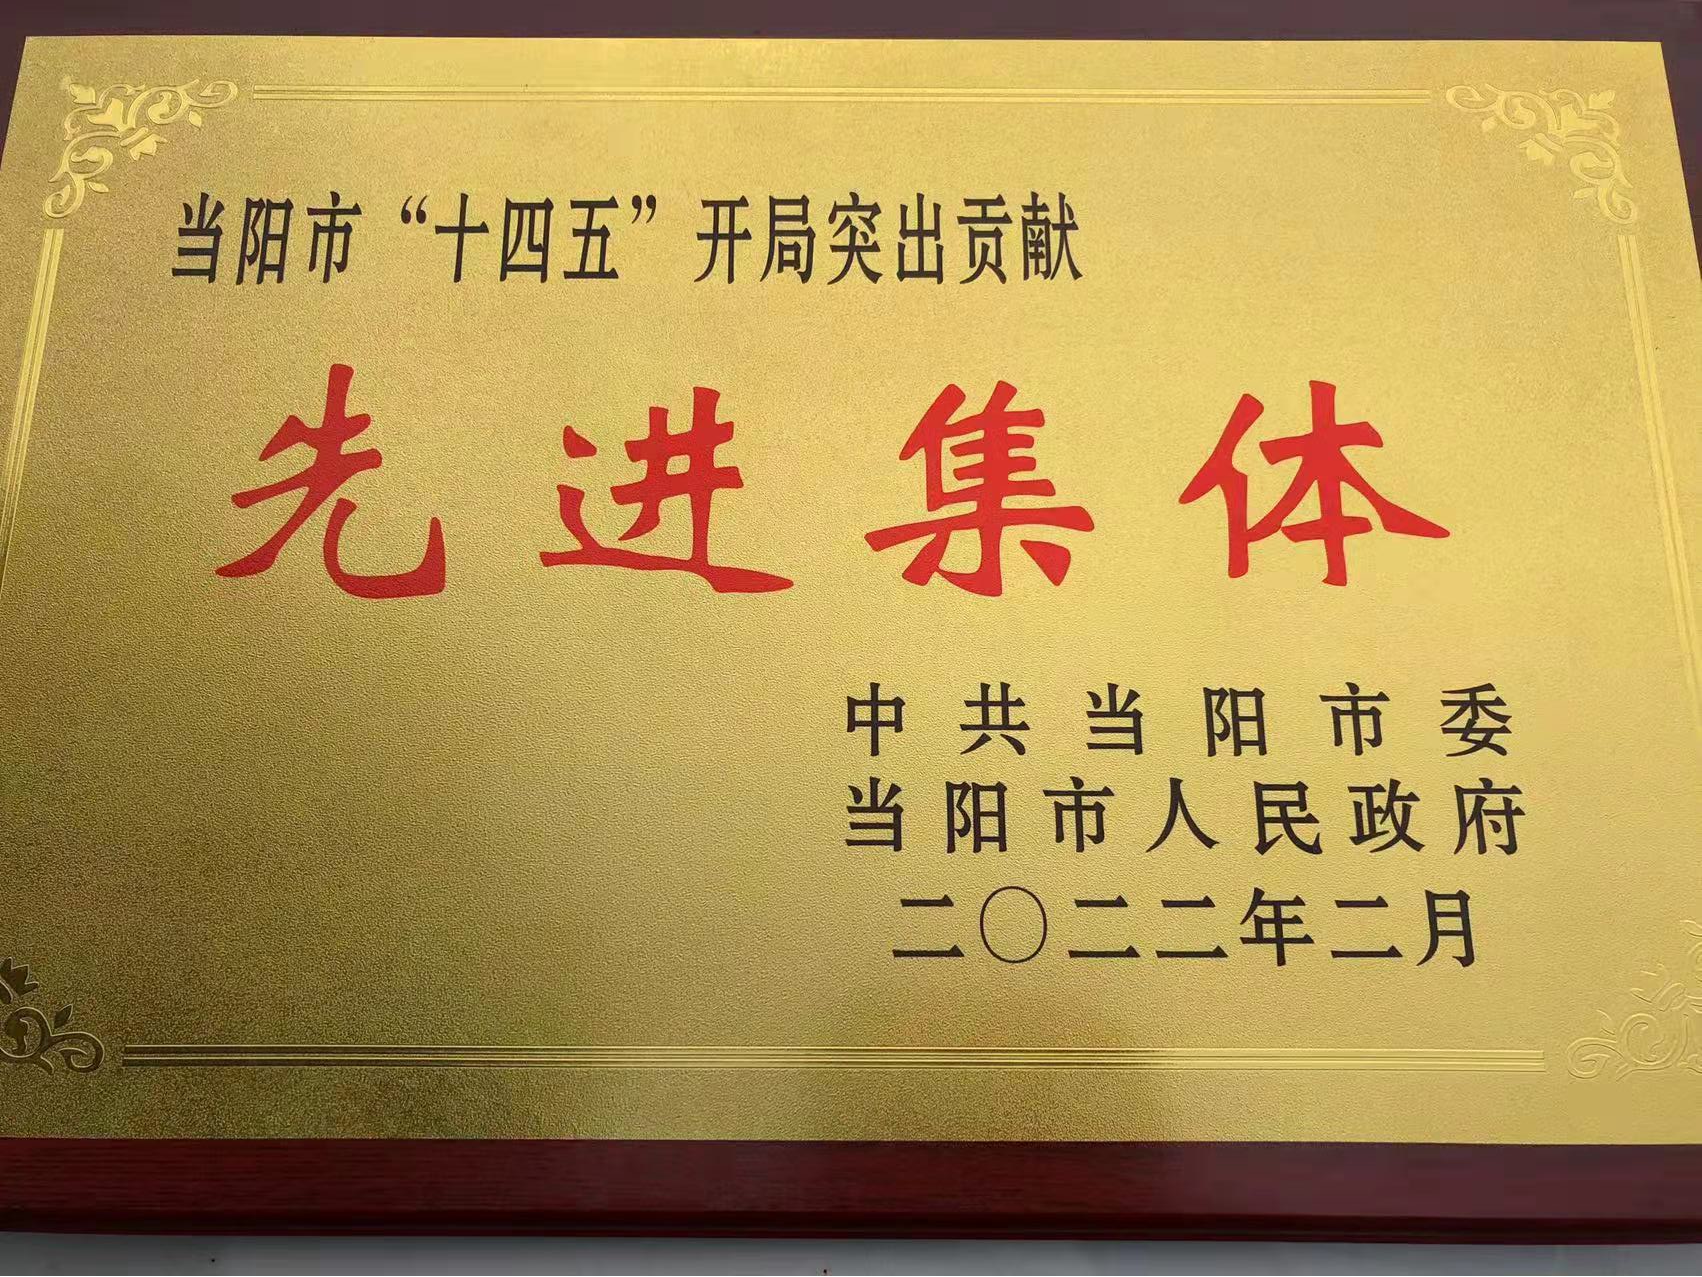 当阳市“十四五”开局突出贡献
先进集体
中共当阳市委
当阳市人民政府
二〇二二年二月